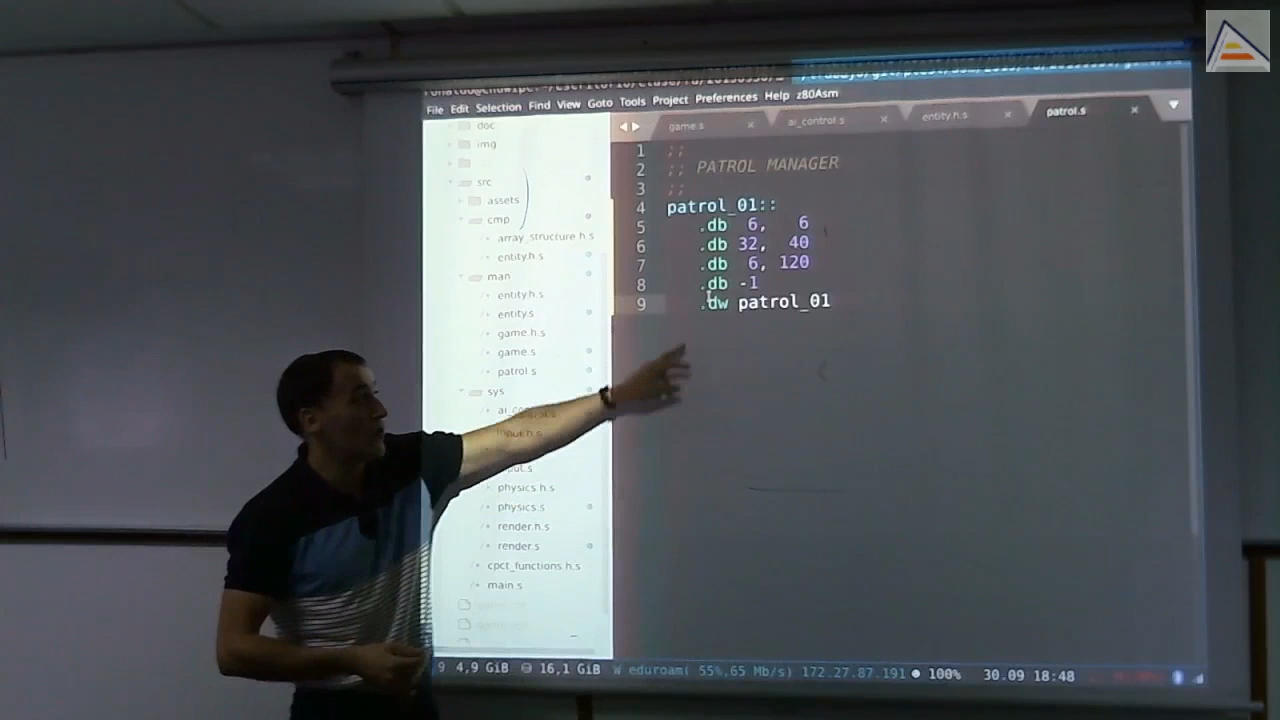 File Edit Selection Find View Goto Tools Project Preferences Help z80Asm
game.s ai_control.s entity.h.s patrol.s
doc
img
src
assets
cmp
array_structure.h.s
entity.h.s
man
entity.h.s
entity.s
game.h.s
game.s
patrol.s
sys
physics.h.s
physics.s
render.h.s
render.s
cpct_functions.h.s
main.s
1 ;;
2 ;; PATROL MANAGER
3 ;;
4 patrol_01::
5 .db 6, 6
6 .db 32, 40
7 .db 6, 120
8 .db -1
9 .dw patrol_01
9 4,9 GiB 16,1 GiB W eduroam( 55%,65 Mb/s) 172.27.87.191 100% 30.09 18:48